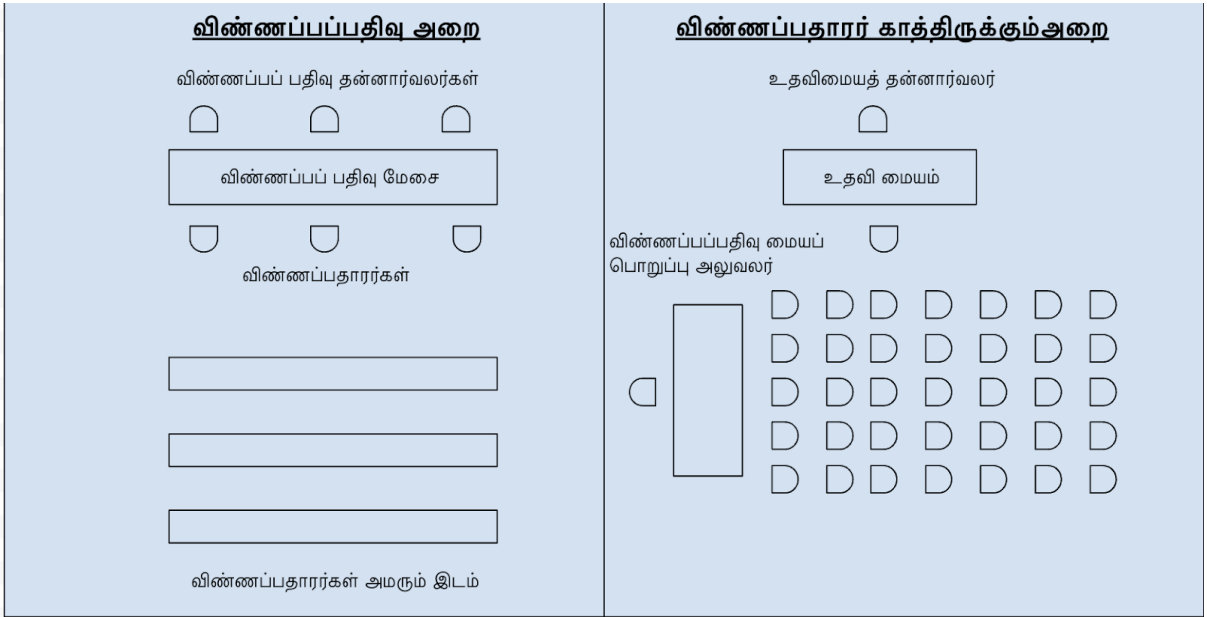 விண்ணப்பப்பதிவு அறை
விண்ணப்பப் பதிவு தன்னார்வலர்கள்
விண்ணப்பப் பதிவு மேசை
விண்ணப்பதாரர்கள்
விண்ணப்பதாரர்கள் அமரும் இடம்
விண்ணப்பதாரர் காத்திருக்கும்அறை
உதவிமையத் தன்னார்வலர்
உதவி மையம்
விண்ணப்பப்பதிவு மையப்
பொறுப்பு அலுவலர்